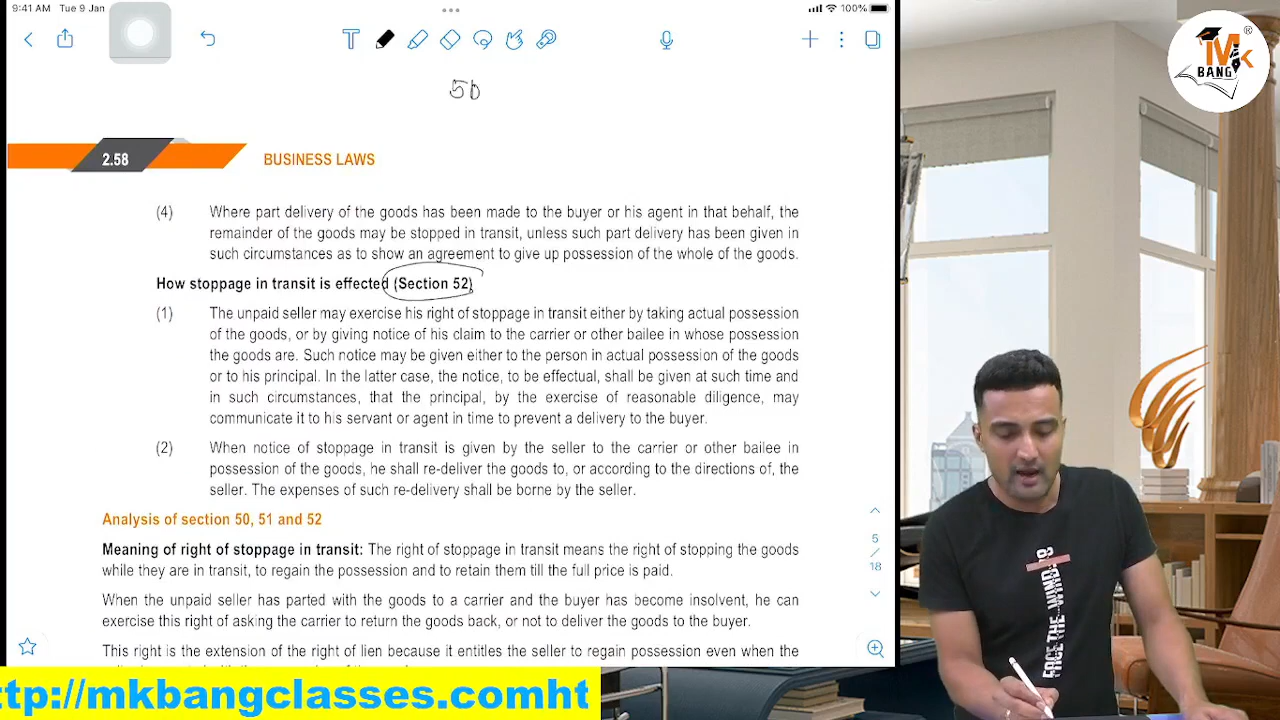 9:41 AM Tue 9 Jan
100%
50
2.58 BUSINESS LAWS
MK
BANG
(4) Where part delivery of the goods has been made to the buyer or his agent in that behalf, the
remainder of the goods may be stopped in transit, unless such part delivery has been given in
such circumstances as to show an agreement to give up possession of the whole of the goods.
How stoppage in transit is effected (Section 52)
(1) The unpaid seller may exercise his right of stoppage in transit either by taking actual possession
of the goods, or by giving notice of his claim to the carrier or other bailee in whose possession
the goods are. Such notice may be given either to the person in actual possession of the goods
or to his principal. In the latter case, the notice, to be effectual, shall be given at such time and
in such circumstances, that the principal, by the exercise of reasonable diligence, may
communicate it to his servant or agent in time to prevent a delivery to the buyer.
(2) When notice of stoppage in transit is given by the seller to the carrier or other bailee in
possession of the goods, he shall re-deliver the goods to, or according to the directions of, the
seller. The expenses of such re-delivery shall be borne by the seller.
Analysis of section 50, 51 and 52
Meaning of right of stoppage in transit: The right of stoppage in transit means the right of stopping the goods
while they are in transit, to regain the possession and to retain them till the full price is paid.
When the unpaid seller has parted with the goods to a carrier and the buyer has become insolvent, he can
exercise this right of asking the carrier to return the goods back, or not to deliver the goods to the buyer.
This right is the extension of the right of lien because it entitles the seller to regain possession even when the
5
/
18
FACE THE WIND
ttp://mkbangclasses.comht